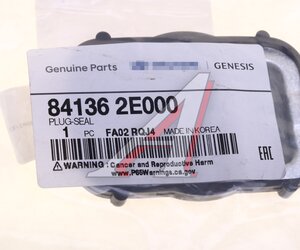 Genuine Parts
GENESIS
84136 2E000
PLUG-SEAL
1 PC FA02 RQJ4 MADE IN KOREA
WARNING: Cancer and Reproductive Harm
www.P65Warnings.ca.gov
EAC